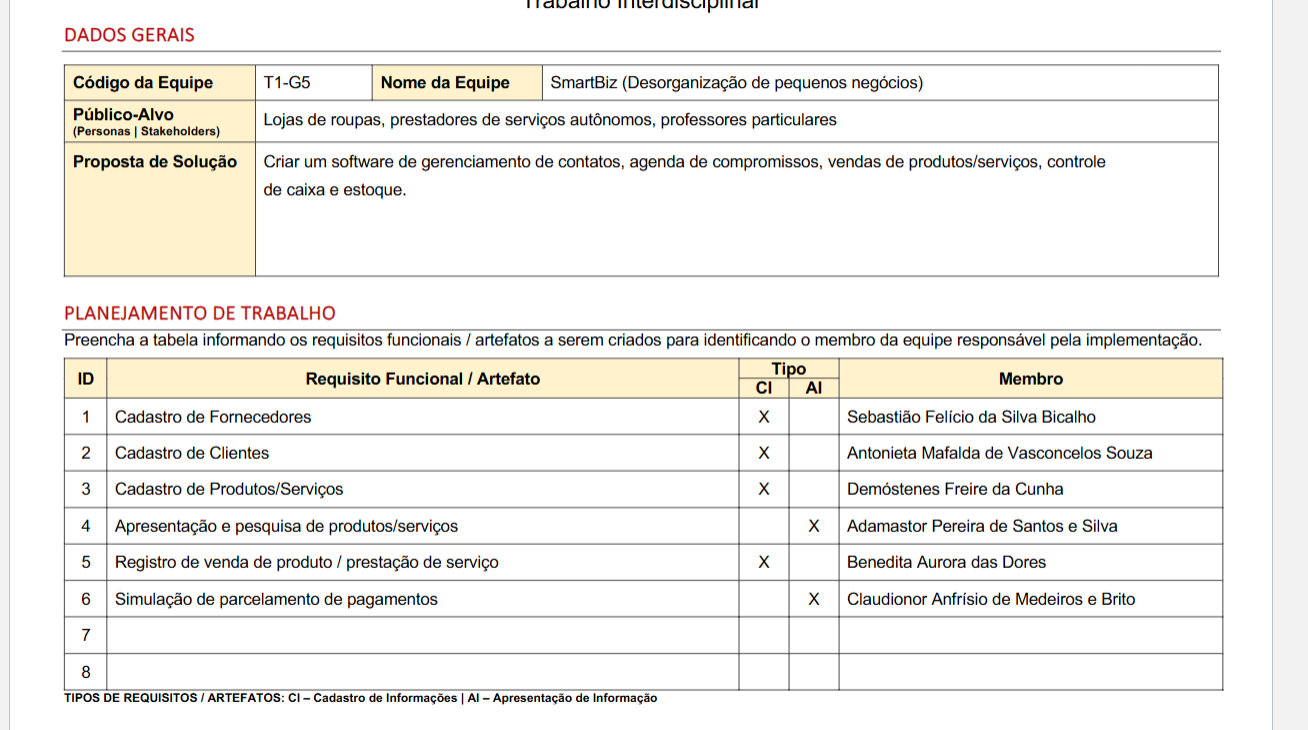 Trabalho Interdisciplinar
DADOS GERAIS
Código da Equipe T1-G5 Nome da Equipe SmartBiz (Desorganização de pequenos negócios)
Público-Alvo
(Personas | Stakeholders)
Lojas de roupas, prestadores de serviços autônomos, professores particulares
Proposta de Solução
Criar um software de gerenciamento de contatos, agenda de compromissos, vendas de produtos/serviços, controle
de caixa e estoque.
PLANEJAMENTO DE TRABALHO
Preencha a tabela informando os requisitos funcionais / artefatos a serem criados para identificando o membro da equipe responsável pela implementação.
ID Requisito Funcional / Artefato Tipo Membro
CI AI
1 Cadastro de Fornecedores X Sebastião Felício da Silva Bicalho
2 Cadastro de Clientes X Antonieta Mafalda de Vasconcelos Souza
3 Cadastro de Produtos/Serviços X Demóstenes Freire da Cunha
4 Apresentação e pesquisa de produtos/serviços X Adamastor Pereira de Santos e Silva
5 Registro de venda de produto / prestação de serviço X Benedita Aurora das Dores
6 Simulação de parcelamento de pagamentos X Claudionor Anfrísio de Medeiros e Brito
7
8
TIPOS DE REQUISITOS / ARTEFATOS: CI – Cadastro de Informações | AI – Apresentação de Informação